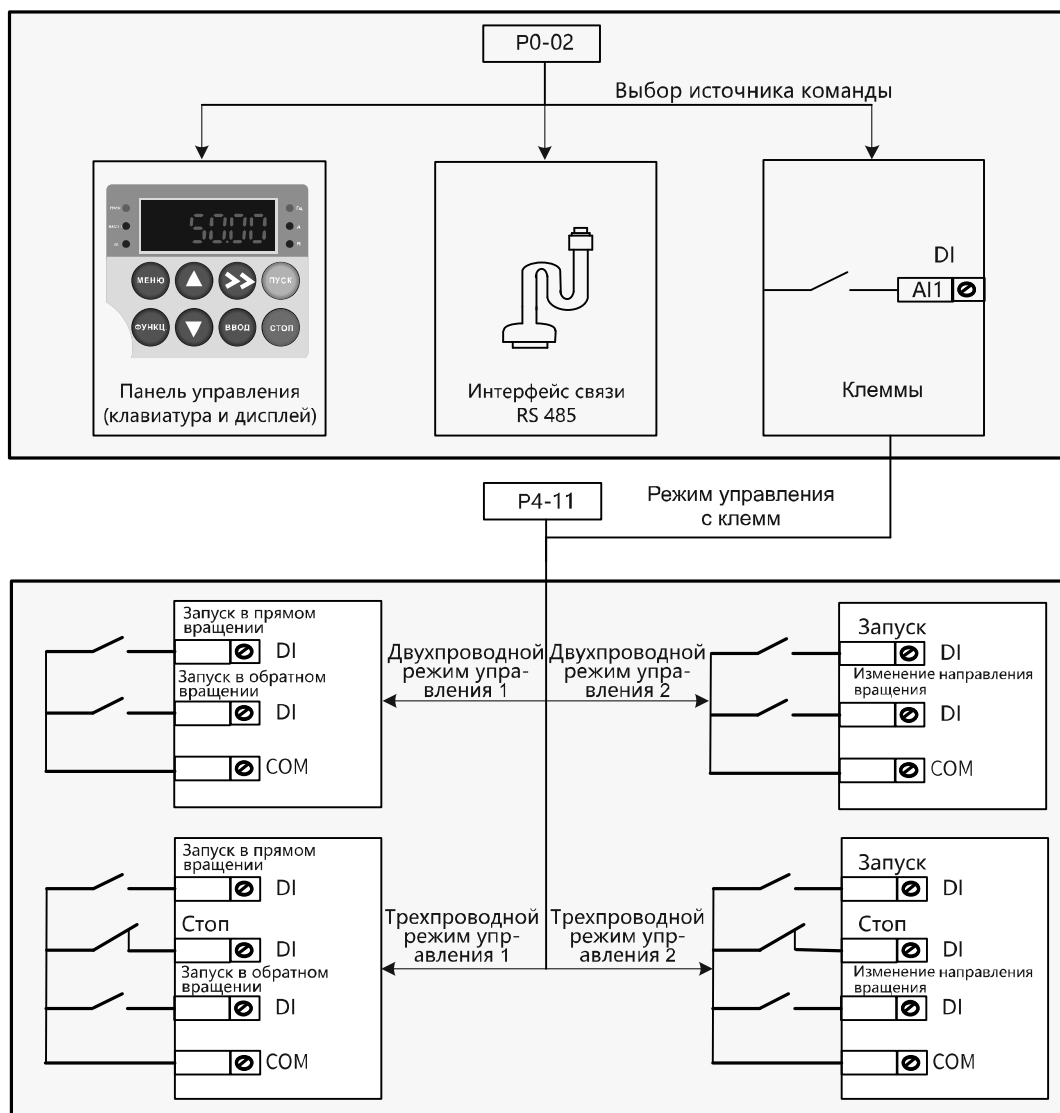 P0-02
Выбор источника команды
50.00
Гц
А
МЕНЮ
ПУСК
ФУНКЦ
ВВОД
СТОП
Панель управления
(клавиатура и дисплей)
Интерфейс связи
RS 485
DI
AI1
Клеммы
P4-11
Режим управления
с клемм
Запуск в прямом
вращении
DI
Запуск в обратном
вращении
DI
COM
Двухпроводной
режим упра-
вления 1
Двухпроводной
режим упра-
вления 2
Запуск
DI
Изменение направления
вращения
DI
COM
Запуск в прямом
вращении
DI
Стоп
DI
Запуск в обратном
вращении
DI
COM
Трехпроводной
режим упр-
авления 1
Трехпроводной
режим упр-
авления 2
Запуск
DI
Стоп
DI
Изменение направления
вращения
DI
COM